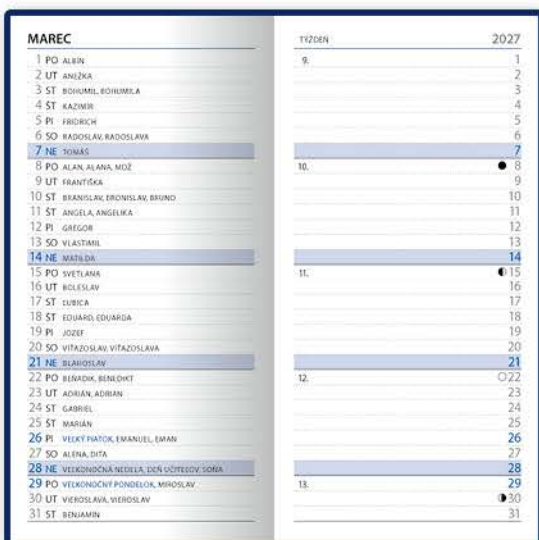 MAREC
1 PO ALBÍN
2 UT ANEŽKA
3 ST BOHUMIL, BOHUMILA
4 ŠT KAZIMÍR
5 PI FRIDRICH
6 SO RADOSLAV, RADOSLAVA
7 NE TOMÁŠ
8 PO ALAN, ALANA, MDŽ
9 UT FRANTIŠKA
10 ST BRANISLAV, BRONISLAV, BRUNO
11 ŠT ANGELA, ANGELIKA
12 PI GREGOR
13 SO VLASTIMIL
14 NE MATILDA
15 PO SVETLANA
16 UT BOLESLAV
17 ST ĽUBICA
18 ŠT EDUARD, EDUARDA
19 PI JOZEF
20 SO VÍŤAZOSLAV, VÍŤAZOSLAVA
21 NE BLAHOSLAV
22 PO BEŇADIK, BENEDIKT
23 UT ADRIÁN, ADRIAN
24 ST GABRIEL
25 ŠT MARIÁN
26 PI VEĽKÝ PIATOK, EMANUEL, EMAN
27 SO ALENA, DITA
28 NE VEĽKONOČNÁ NEDEĽA, DEŇ UČITEĽOV, SOŇA
29 PO VEĽKONOČNÝ PONDELOK, MIROSLAV
30 UT VIEROSLAVA, VIEROSLAV
31 ST BENJAMÍN
TÝŽDEŇ 2027
9. 1
2
3
4
5
6
7
10. 8
9
10
11
12
13
14
11. 15
16
17
18
19
20
21
12. 22
23
24
25
26
27
28
13. 29
30
31